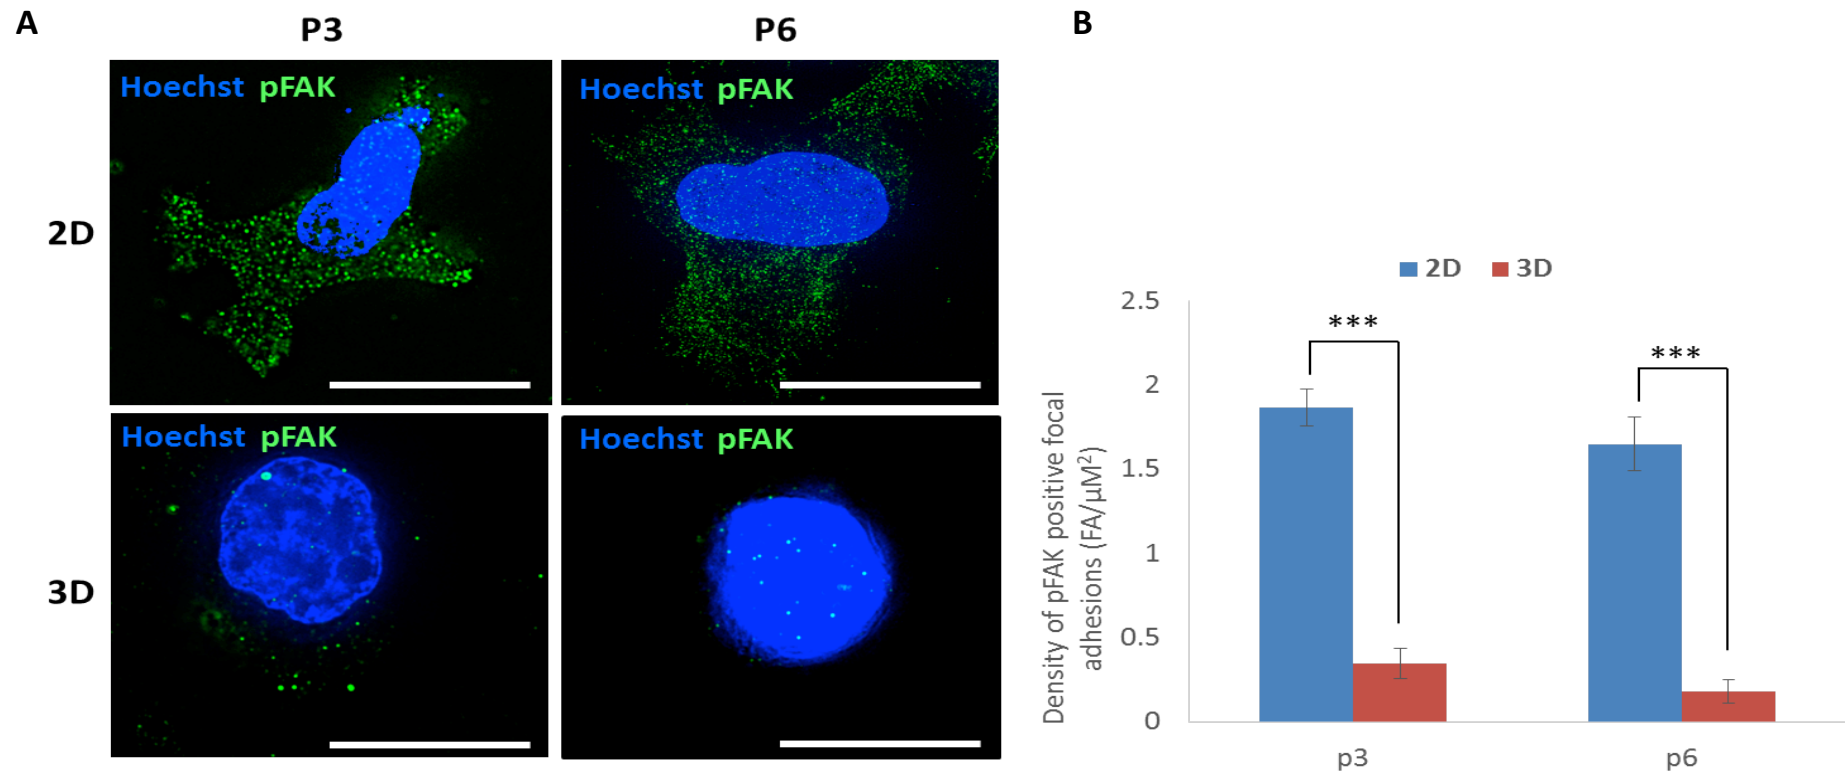 A
P3
P6
B
Hoechst pFAK
Hoechst pFAK
2D
Hoechst pFAK
Hoechst pFAK
3D
2D 3D
Density of pFAK positive focal
adhesions (FA/μM²)
2.5
2
1.5
1
0.5
0
***
***
p3
p6